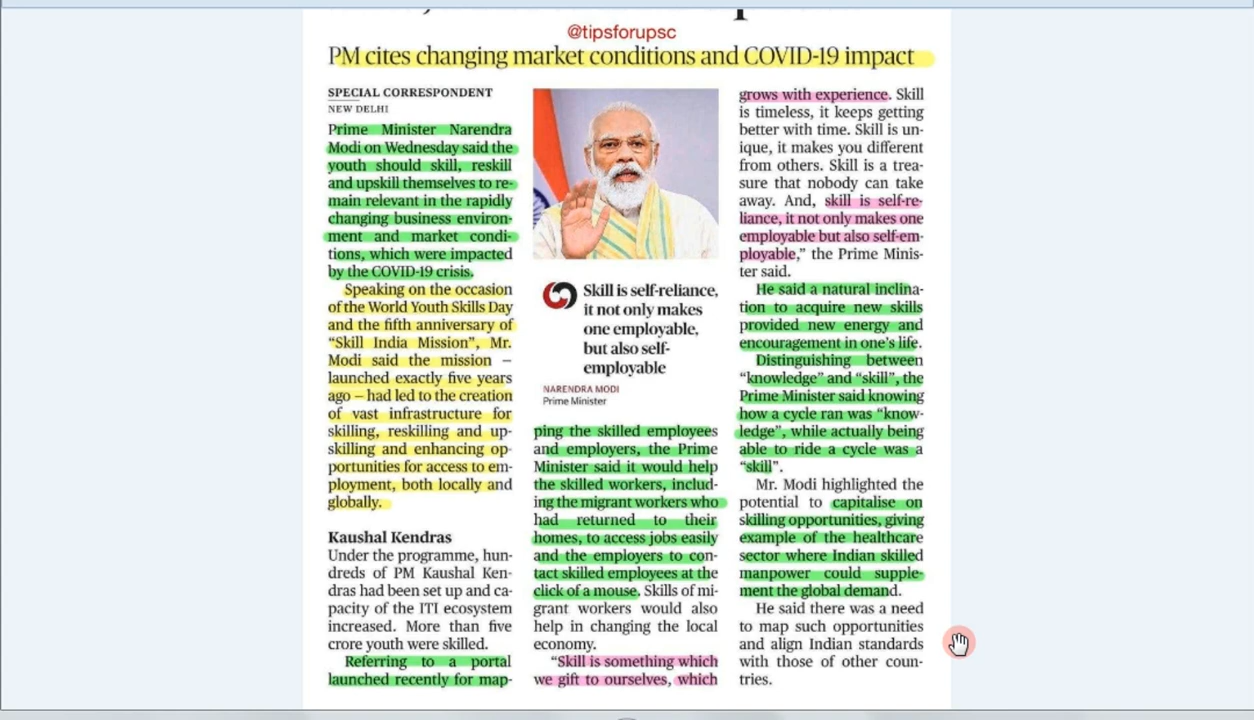 @tipsforupsc
PM cites changing market conditions and COVID-19 impact
SPECIAL CORRESPONDENT
NEW DELHI
Prime Minister Narendra
Modi on Wednesday said the
youth should skill, reskill
and upskill themselves to re-
main relevant in the rapidly
changing business environ-
ment and market condi-
tions, which were impacted
by the COVID-19 crisis.
Speaking on the occasion
of the World Youth Skills Day
and the fifth anniversary of
“Skill India Mission”, Mr.
Modi said the mission –
launched exactly five years
ago – had led to the creation
of vast infrastructure for
skilling, reskilling and up-
skilling and enhancing op-
portunities for access to em-
ployment, both locally and
globally.
Kaushal Kendras
Under the programme, hun-
dreds of PM Kaushal Ken-
dras had been set up and ca-
pacity of the ITI ecosystem
increased. More than five
crore youth were skilled.
Referring to a portal
launched recently for map-
Skill is self-reliance,
it not only makes
one employable,
but also self-
employable
NARENDRA MODI
Prime Minister
ping the skilled employees
and employers, the Prime
Minister said it would help
the skilled workers, includ-
ing the migrant workers who
had returned to their
homes, to access jobs easily
and the employers to con-
tact skilled employees at the
click of a mouse. Skills of mi-
grant workers would also
help in changing the local
economy.
“Skill is something which
we gift to ourselves, which
grows with experience. Skill
is timeless, it keeps getting
better with time. Skill is un-
ique, it makes you different
from others. Skill is a trea-
sure that nobody can take
away. And, skill is self-re-
liance, it not only makes one
employable but also self-em-
ployable,” the Prime Minis-
ter said.
He said a natural inclina-
tion to acquire new skills
provided new energy and
encouragement in one’s life.
Distinguishing between
“knowledge” and “skill”, the
Prime Minister said knowing
how a cycle ran was “know-
ledge”, while actually being
able to ride a cycle was a
“skill”.
Mr. Modi highlighted the
potential to capitalise on
skilling opportunities, giving
example of the healthcare
sector where Indian skilled
manpower could supple-
ment the global demand.
He said there was a need
to map such opportunities
and align Indian standards
with those of other coun-
tries.